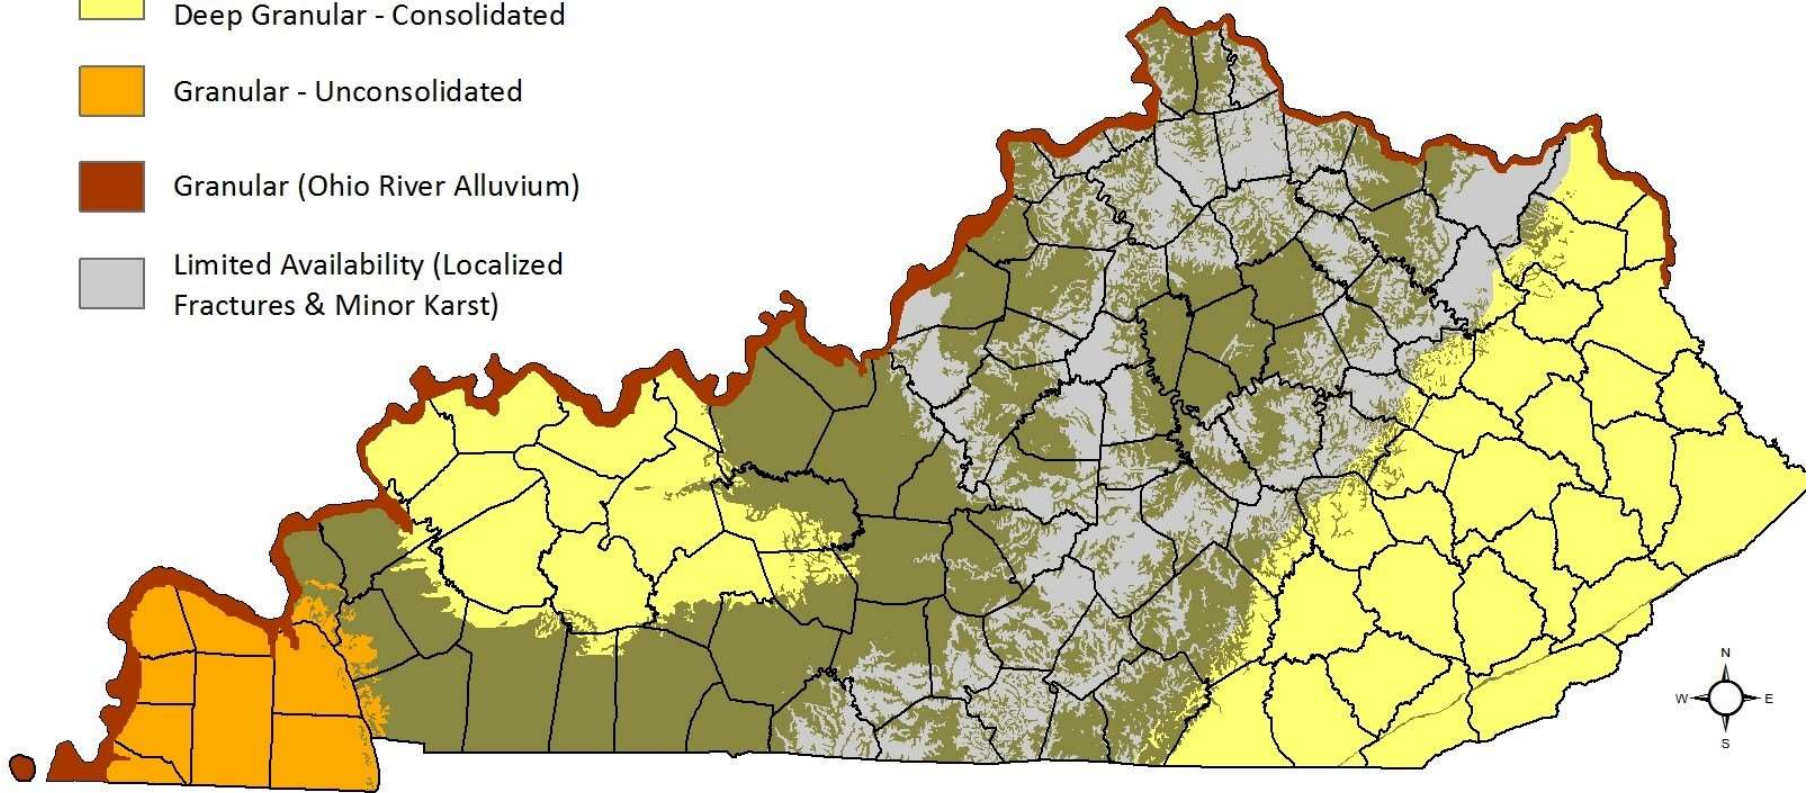 Deep Granular - Consolidated
Granular - Unconsolidated
Granular (Ohio River Alluvium)
Limited Availability (Localized
Fractures & Minor Karst)
N
W E
S